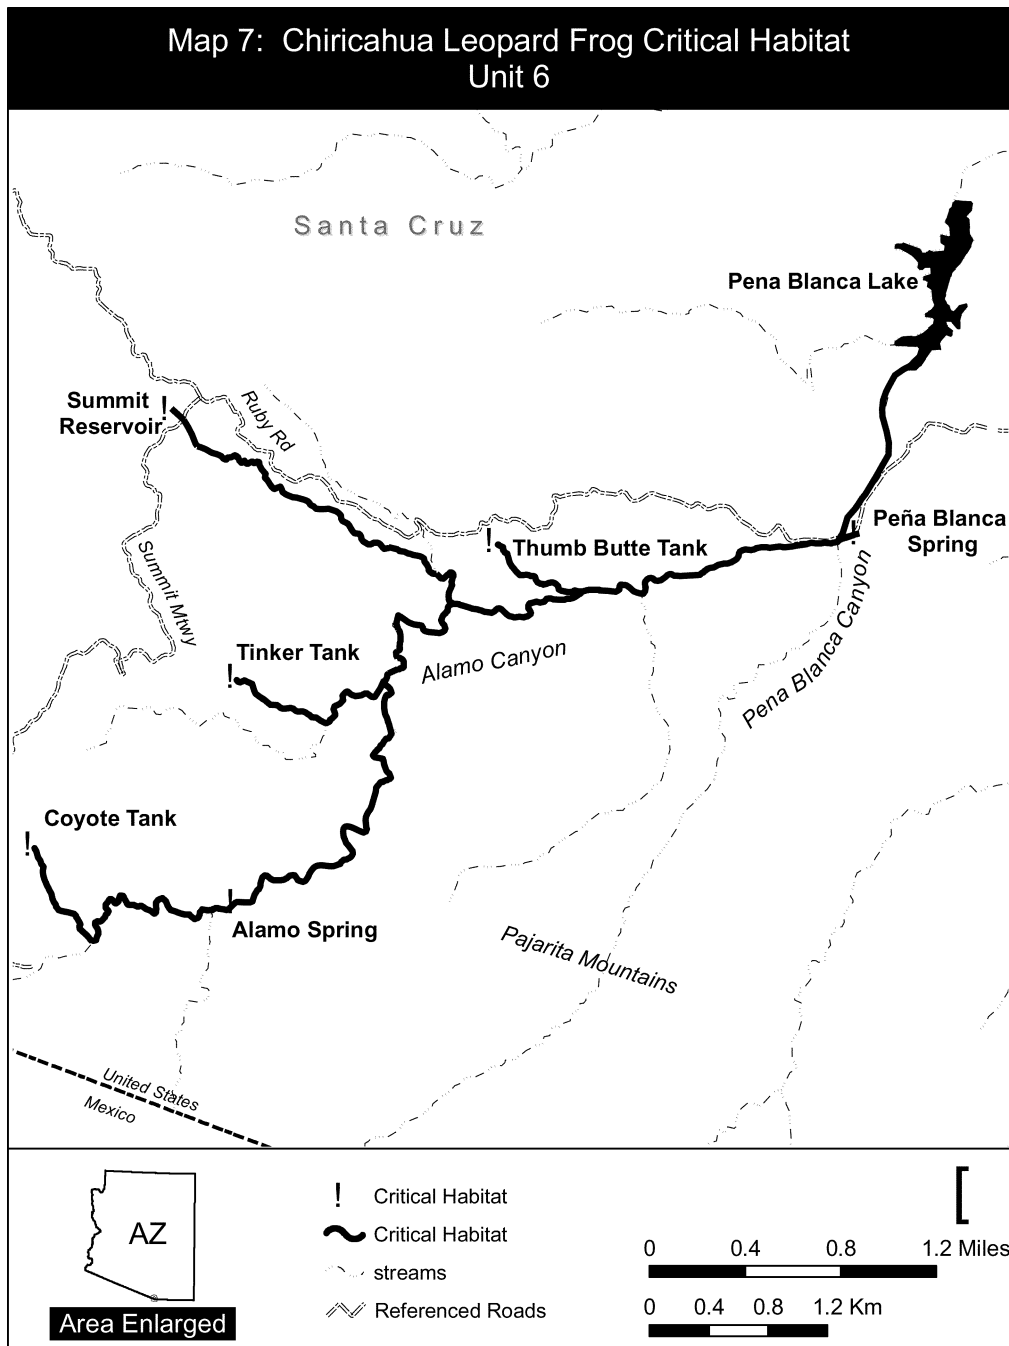 Map 7:  Chiricahua Leopard Frog Critical Habitat
Unit 6
Santa Cruz
Pena Blanca Lake
Summit
Reservoir
!
Ruby Rd
!
Thumb Butte Tank
Peña Blanca
Spring
!
Summit Mtwy
Tinker Tank
!
Alamo Canyon
Pena Blanca Canyon
Coyote Tank
!
!
Alamo Spring
Pajarita Mountains
United States
Mexico
AZ
Area Enlarged
! Critical Habitat
Critical Habitat
streams
Referenced Roads
[
0 0.4 0.8 1.2 Miles
0 0.4 0.8 1.2 Km